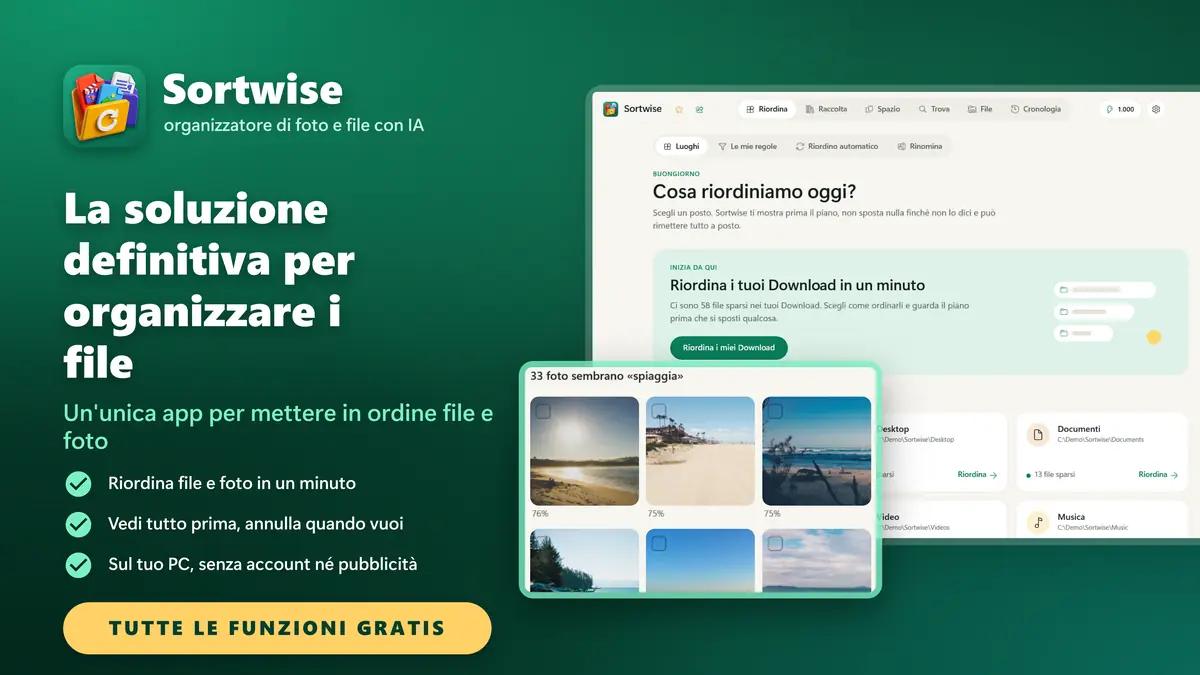 Sortwise
organizzatore di foto e file con IA
La soluzione
definitiva per
organizzare i
file
Un'unica app per mettere in ordine file e
foto
Riordina file e foto in un minuto
Vedi tutto prima, annulla quando vuoi
Sul tuo PC, senza account né pubblicità
TUTTE LE FUNZIONI GRATIS
Sortwise
Riordina
Raccolta
Spazio
Trova
File
Cronologia
1.000
Luoghi
Le mie regole
Riordino automatico
Rinomina
BUONGIORNO
Cosa riordiniamo oggi?
Scegli un posto. Sortwise ti mostra prima il piano, non sposta nulla finché non lo dici e può
rimettere tutto a posto.
INIZIA DA QUI
Riordina i tuoi Download in un minuto
Ci sono 58 file sparsi nei tuoi Download. Scegli come ordinarli e guarda il piano
prima che si sposti qualcosa.
Riordina i miei Download
33 foto sembrano «spiaggia»
76%
75%
75%
esktop
:\Demo\Sortwise\Desktop
arsi
Riordina
Documenti
C:\Demo\Sortwise\Documents
13 file sparsi
Riordina
ideo
\Demo\Sortwise\Videos
Musica
C:\Demo\Sortwise\Music